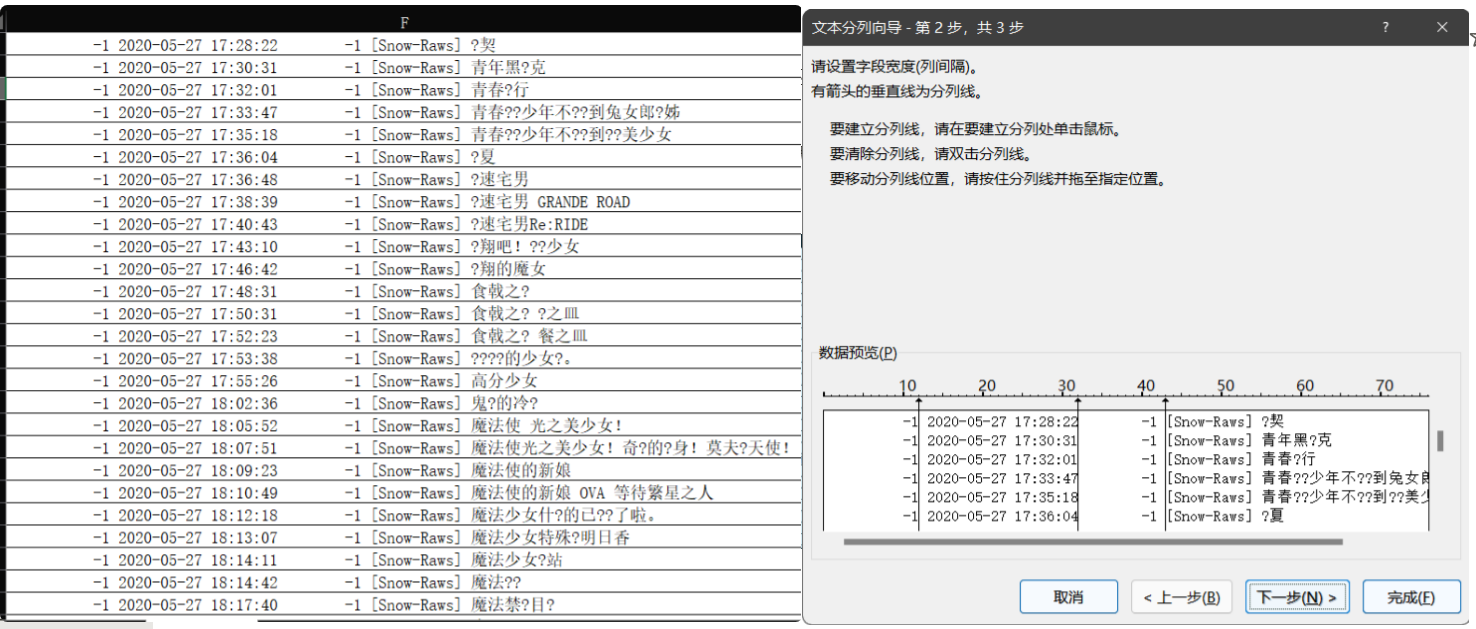 F
-1 2020-05-27 17:28:22 -1 [Snow-Raws] ?契
-1 2020-05-27 17:30:31 -1 [Snow-Raws] 青年黑?克
-1 2020-05-27 17:32:01 -1 [Snow-Raws] 青春?行
-1 2020-05-27 17:33:47 -1 [Snow-Raws] 青春??少年不??到兔女郎?姊
-1 2020-05-27 17:35:18 -1 [Snow-Raws] 青春??少年不??到??美少女
-1 2020-05-27 17:36:04 -1 [Snow-Raws] ?夏
-1 2020-05-27 17:36:48 -1 [Snow-Raws] ?速宅男
-1 2020-05-27 17:38:39 -1 [Snow-Raws] ?速宅男 GRANDE ROAD
-1 2020-05-27 17:40:43 -1 [Snow-Raws] ?速宅男Re:RIDE
-1 2020-05-27 17:43:10 -1 [Snow-Raws] ?翔吧！??少女
-1 2020-05-27 17:46:42 -1 [Snow-Raws] ?翔的魔女
-1 2020-05-27 17:48:31 -1 [Snow-Raws] 食戟之?
-1 2020-05-27 17:50:31 -1 [Snow-Raws] 食戟之? ?之皿
-1 2020-05-27 17:52:23 -1 [Snow-Raws] 食戟之? 餐之皿
-1 2020-05-27 17:53:38 -1 [Snow-Raws] ????的少女?。
-1 2020-05-27 17:55:26 -1 [Snow-Raws] 高分少女
-1 2020-05-27 18:02:36 -1 [Snow-Raws] 鬼?的冷?
-1 2020-05-27 18:05:52 -1 [Snow-Raws] 魔法使 光之美少女！
-1 2020-05-27 18:07:51 -1 [Snow-Raws] 魔法使光之美少女！奇?的?身！莫夫?天使！
-1 2020-05-27 18:09:23 -1 [Snow-Raws] 魔法使的新娘
-1 2020-05-27 18:10:49 -1 [Snow-Raws] 魔法使的新娘 OVA 等待繁星之人
-1 2020-05-27 18:12:18 -1 [Snow-Raws] 魔法少女什?的已??了啦。
-1 2020-05-27 18:13:07 -1 [Snow-Raws] 魔法少女特殊?明日香
-1 2020-05-27 18:14:11 -1 [Snow-Raws] 魔法少女?站
-1 2020-05-27 18:14:42 -1 [Snow-Raws] 魔法??
-1 2020-05-27 18:17:40 -1 [Snow-Raws] 魔法禁?目?
文本分列向导 - 第 2 步，共 3 步
请设置字段宽度(列间隔)。
有箭头的垂直线为分列线。
要建立分列线，请在要建立分列处单击鼠标。
要清除分列线，请双击分列线。
要移动分列线位置，请按住分列线并拖至指定位置。
数据预览(P)
10 20 30 40 50 60 70
-1 2020-05-27 17:28:22 -1 [Snow-Raws] ?契
-1 2020-05-27 17:30:31 -1 [Snow-Raws] 青年黑?克
-1 2020-05-27 17:32:01 -1 [Snow-Raws] 青春?行
-1 2020-05-27 17:33:47 -1 [Snow-Raws] 青春??少年不??到兔女
-1 2020-05-27 17:35:18 -1 [Snow-Raws] 青春??少年不??到??美
-1 2020-05-27 17:36:04 -1 [Snow-Raws] ?夏
取消 < 上一步(B) 下一步(N) > 完成(F)